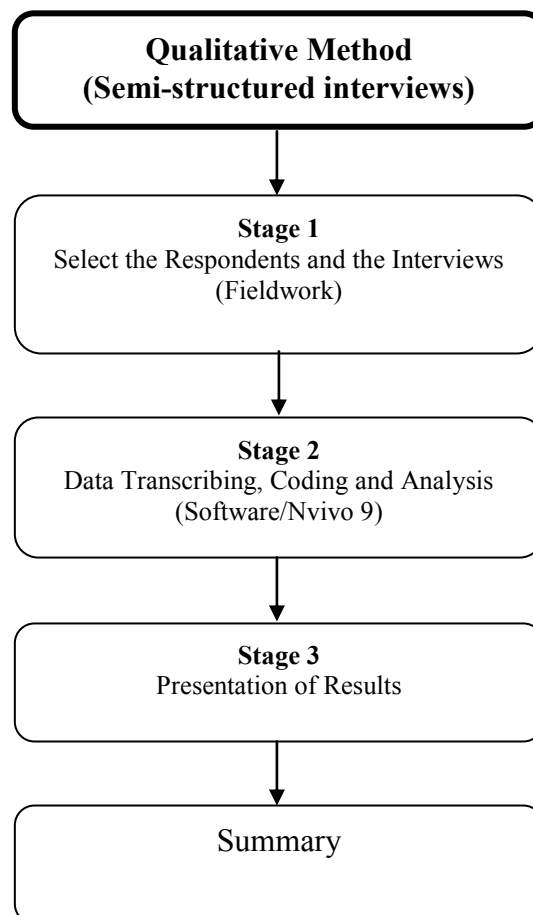 Qualitative Method
(Semi-structured interviews)
Stage 1
Select the Respondents and the Interviews
(Fieldwork)
Stage 2
Data Transcribing, Coding and Analysis
(Software/Nvivo 9)
Stage 3
Presentation of Results
Summary